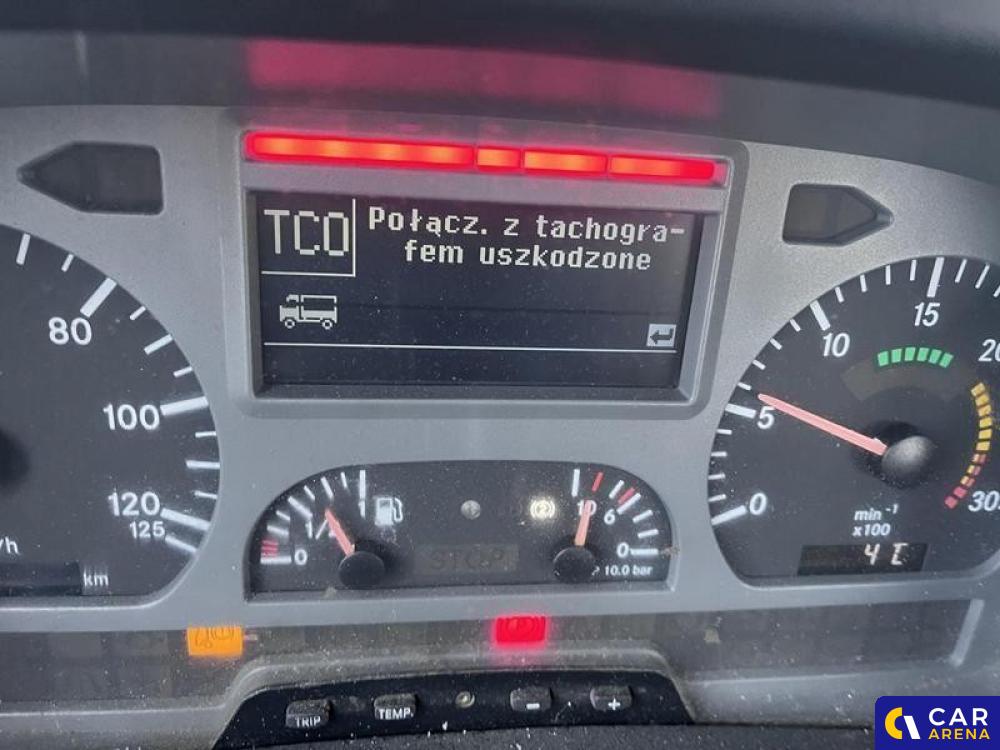 TCO
Połącz. z tachogra-
fem uszkodzone
80
100
120
125
km
1/2
1
0
10
6
0
10.0 bar
STOP
0
5
10
15
20
30
min⁻¹
x100
TRIP
TEMP.
-
+
CAR
ARENA